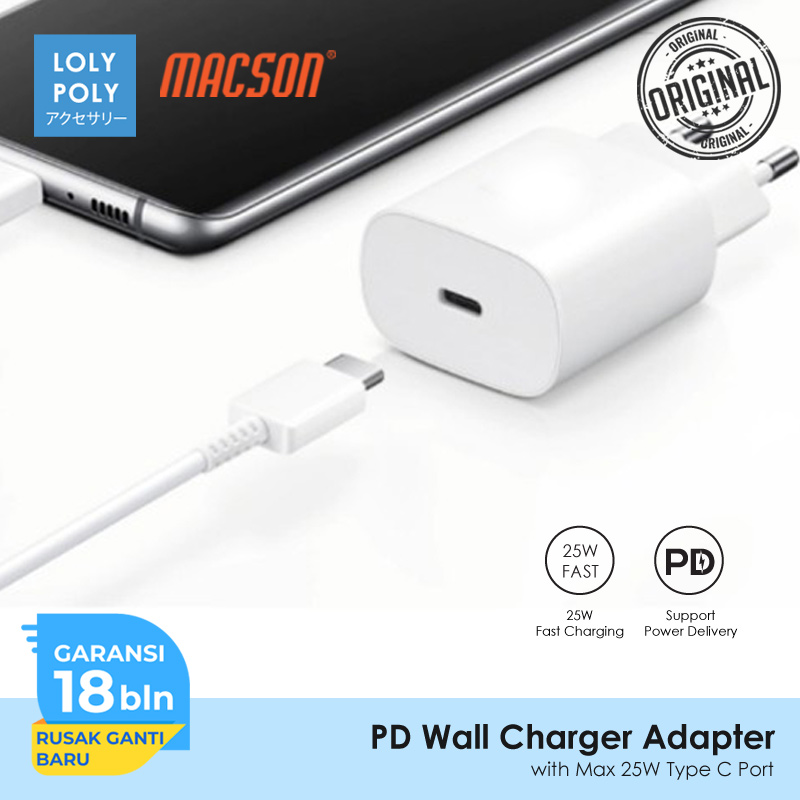 LOLY
POLY
アクセサリー
MACSON®
ORIGINAL
ORIGINAL
ORIGINAL
25W
FAST
25W
Fast Charging
PD
Support
Power Delivery
GARANSI
18 bln
RUSAK GANTI
BARU
PD Wall Charger Adapter
with Max 25W Type C Port